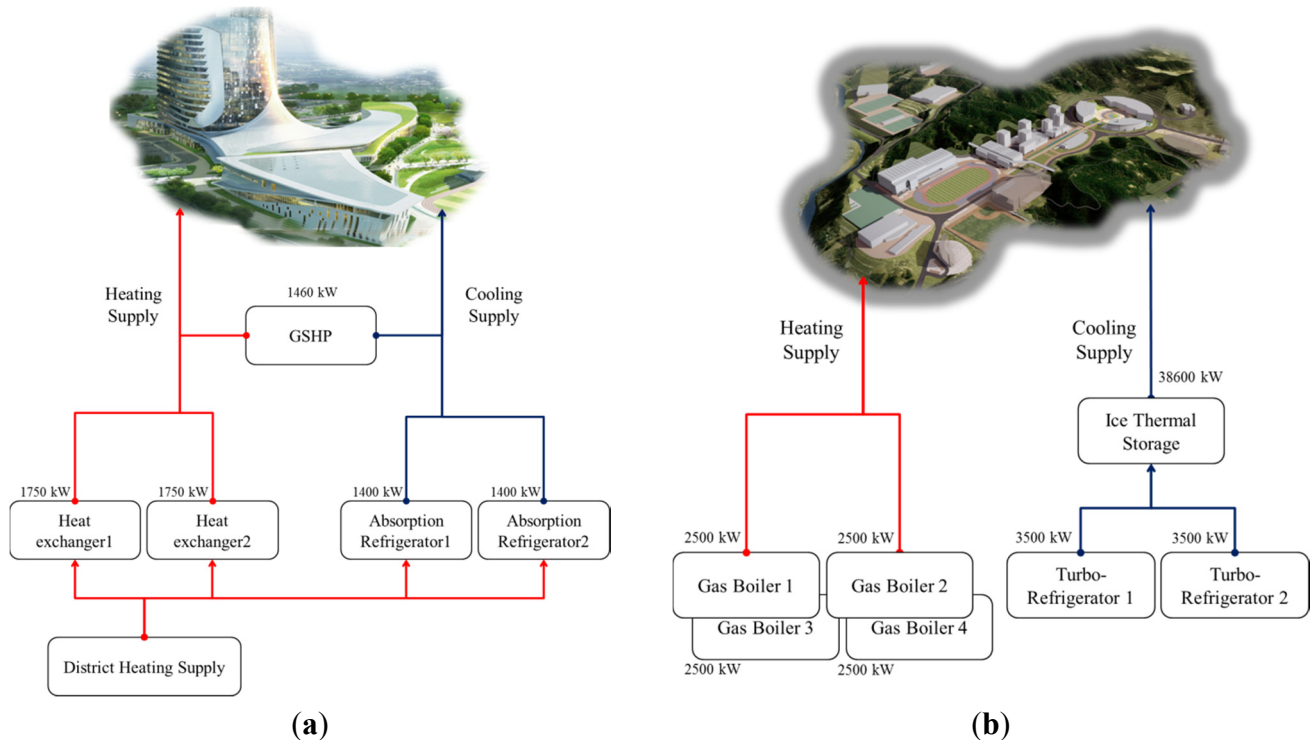 Heating
Supply
1460 kW
GSHP
Cooling
Supply
1750 kW
Heat
exchanger1
1750 kW
Heat
exchanger2
1400 kW
Absorption
Refrigerator1
1400 kW
Absorption
Refrigerator2
District Heating Supply
(a)
Heating
Supply
Cooling
Supply
38600 kW
Ice Thermal
Storage
2500 kW
Gas Boiler 1
2500 kW
Gas Boiler 2
Gas Boiler 3
2500 kW
Gas Boiler 4
2500 kW
3500 kW
Turbo-
Refrigerator 1
3500 kW
Turbo-
Refrigerator 2
(b)